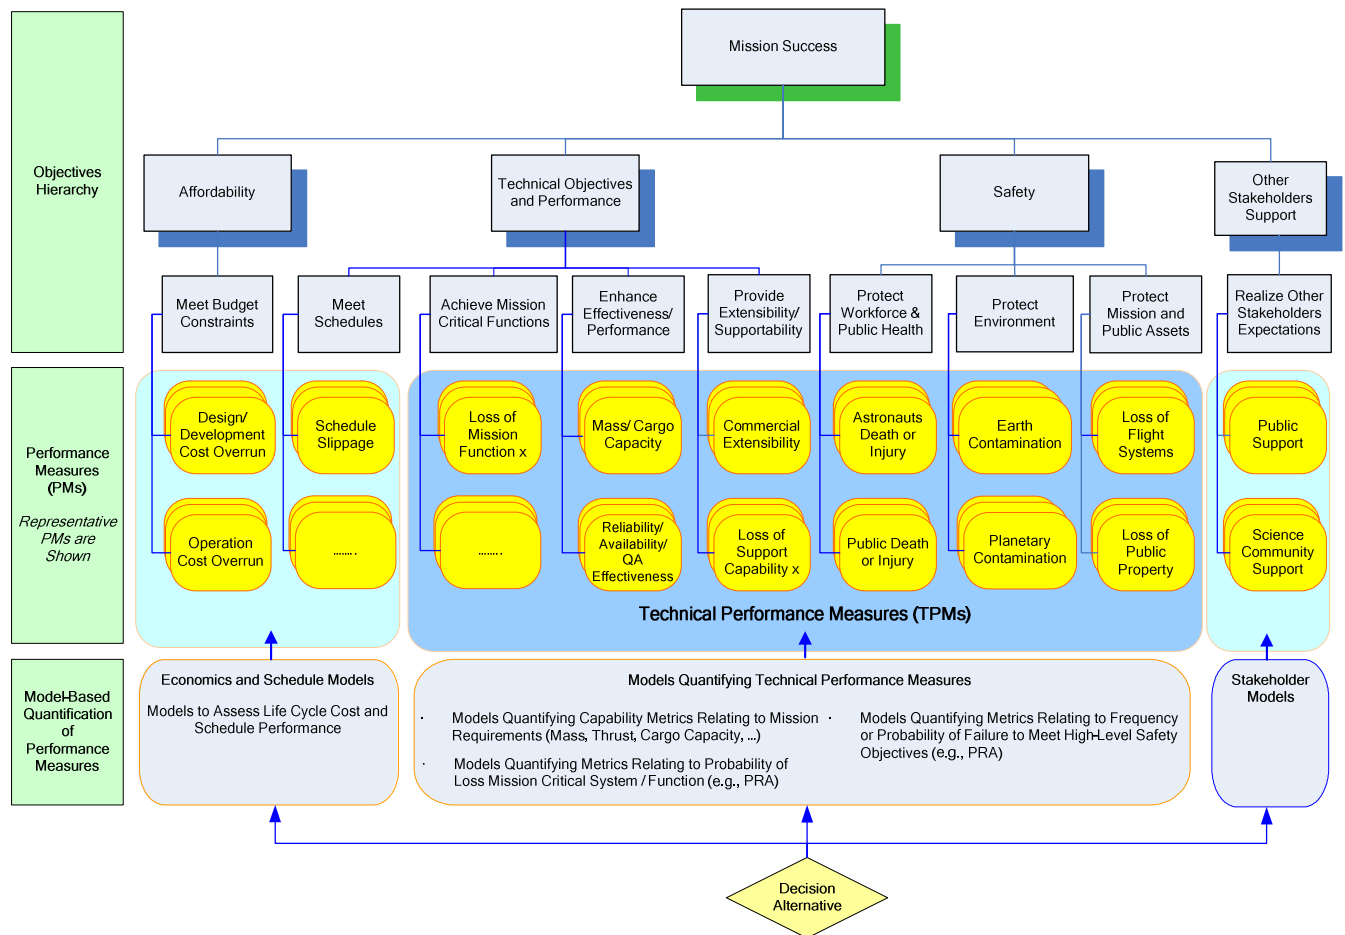 Mission Success
Objectives
Hierarchy
Affordability
Technical Objectives
and Performance
Safety
Other
Stakeholders
Support
Meet Budget
Constraints
Meet
Schedules
Achieve Mission
Critical Functions
Enhance
Effectiveness/
Performance
Provide
Extensibility/
Supportability
Protect
Workforce &
Public Health
Protect
Environment
Protect
Mission and
Public Assets
Realize Other
Stakeholders
Expectations
Performance
Measures
(PMs)
Representative
PMs are
Shown
Design/
Development
Cost Overrun
Schedule
Slippage
Loss of
Mission
Function x
Mass/ Cargo
Capacity
Commercial
Extensibility
Astronauts
Death or
Injury
Earth
Contamination
Loss of
Flight
Systems
Public
Support
Operation
Cost Overrun
........
........
Reliability/
Availability/
QA
Effectiveness
Loss of
Support
Capability x
Public Death
or Injury
Planetary
Contamination
Loss of
Public
Property
Science
Community
Support
Technical Performance Measures (TPMs)
Model-Based
Quantification
of
Performance
Measures
Economics and Schedule Models
Models to Assess Life Cycle Cost and
Schedule Performance
Models Quantifying Technical Performance Measures
· Models Quantifying Capability Metrics Relating to Mission
Requirements (Mass, Thrust, Cargo Capacity, ...)
· Models Quantifying Metrics Relating to Probability of
Loss Mission Critical System / Function (e.g., PRA)
· Models Quantifying Metrics Relating to Frequency
or Probability of Failure to Meet High-Level Safety
Objectives (e.g., PRA)
Stakeholder
Models
Decision
Alternative